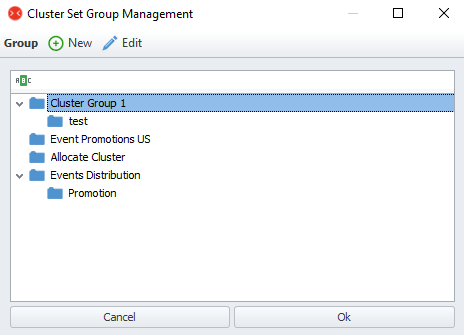 Cluster Set Group Management
Group New Edit
ABC
Cluster Group 1
test
Event Promotions US
Allocate Cluster
Events Distribution
Promotion
Cancel Ok